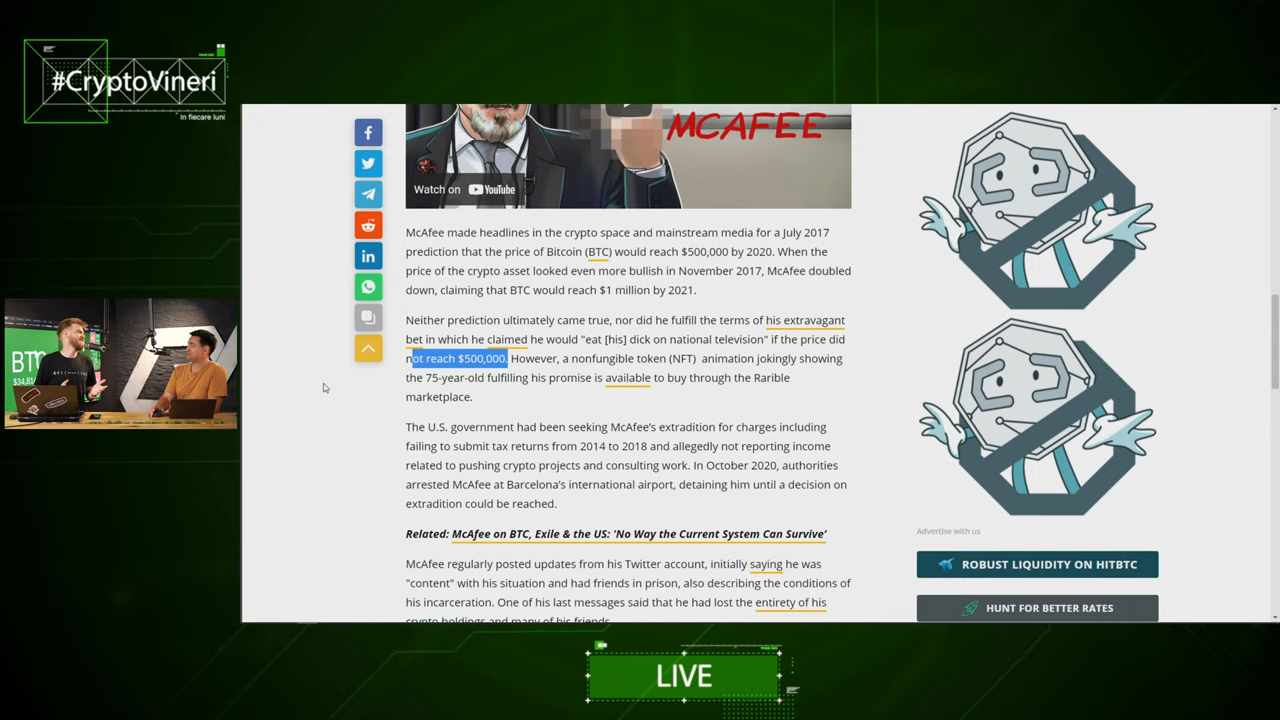 #CryptoVineri
In fiecare luni
MCAFEE
Watch on YouTube
McAfee made headlines in the crypto space and mainstream media for a July 2017
prediction that the price of Bitcoin (BTC) would reach $500,000 by 2020. When the
price of the crypto asset looked even more bullish in November 2017, McAfee doubled
down, claiming that BTC would reach $1 million by 2021.
Neither prediction ultimately came true, nor did he fulfill the terms of his extravagant
bet in which he claimed he would "eat [his] dick on national television" if the price did
not reach $500,000. However, a nonfungible token (NFT) animation jokingly showing
the 75-year-old fulfilling his promise is available to buy through the Rarible
marketplace.
The U.S. government had been seeking McAfee's extradition for charges including
failing to submit tax returns from 2014 to 2018 and allegedly not reporting income
related to pushing crypto projects and consulting work. In October 2020, authorities
arrested McAfee at Barcelona's international airport, detaining him until a decision on
extradition could be reached.
Related: McAfee on BTC, Exile & the US: 'No Way the Current System Can Survive'
McAfee regularly posted updates from his Twitter account, initially saying he was
"content" with his situation and had friends in prison, also describing the conditions of
his incarceration. One of his last messages said that he had lost the entirety of his
crypto holdings and many of his friends.
Advertise with us
ROBUST LIQUIDITY ON HITBTC
HUNT FOR BETTER RATES
BTC
$34,81
LIVE